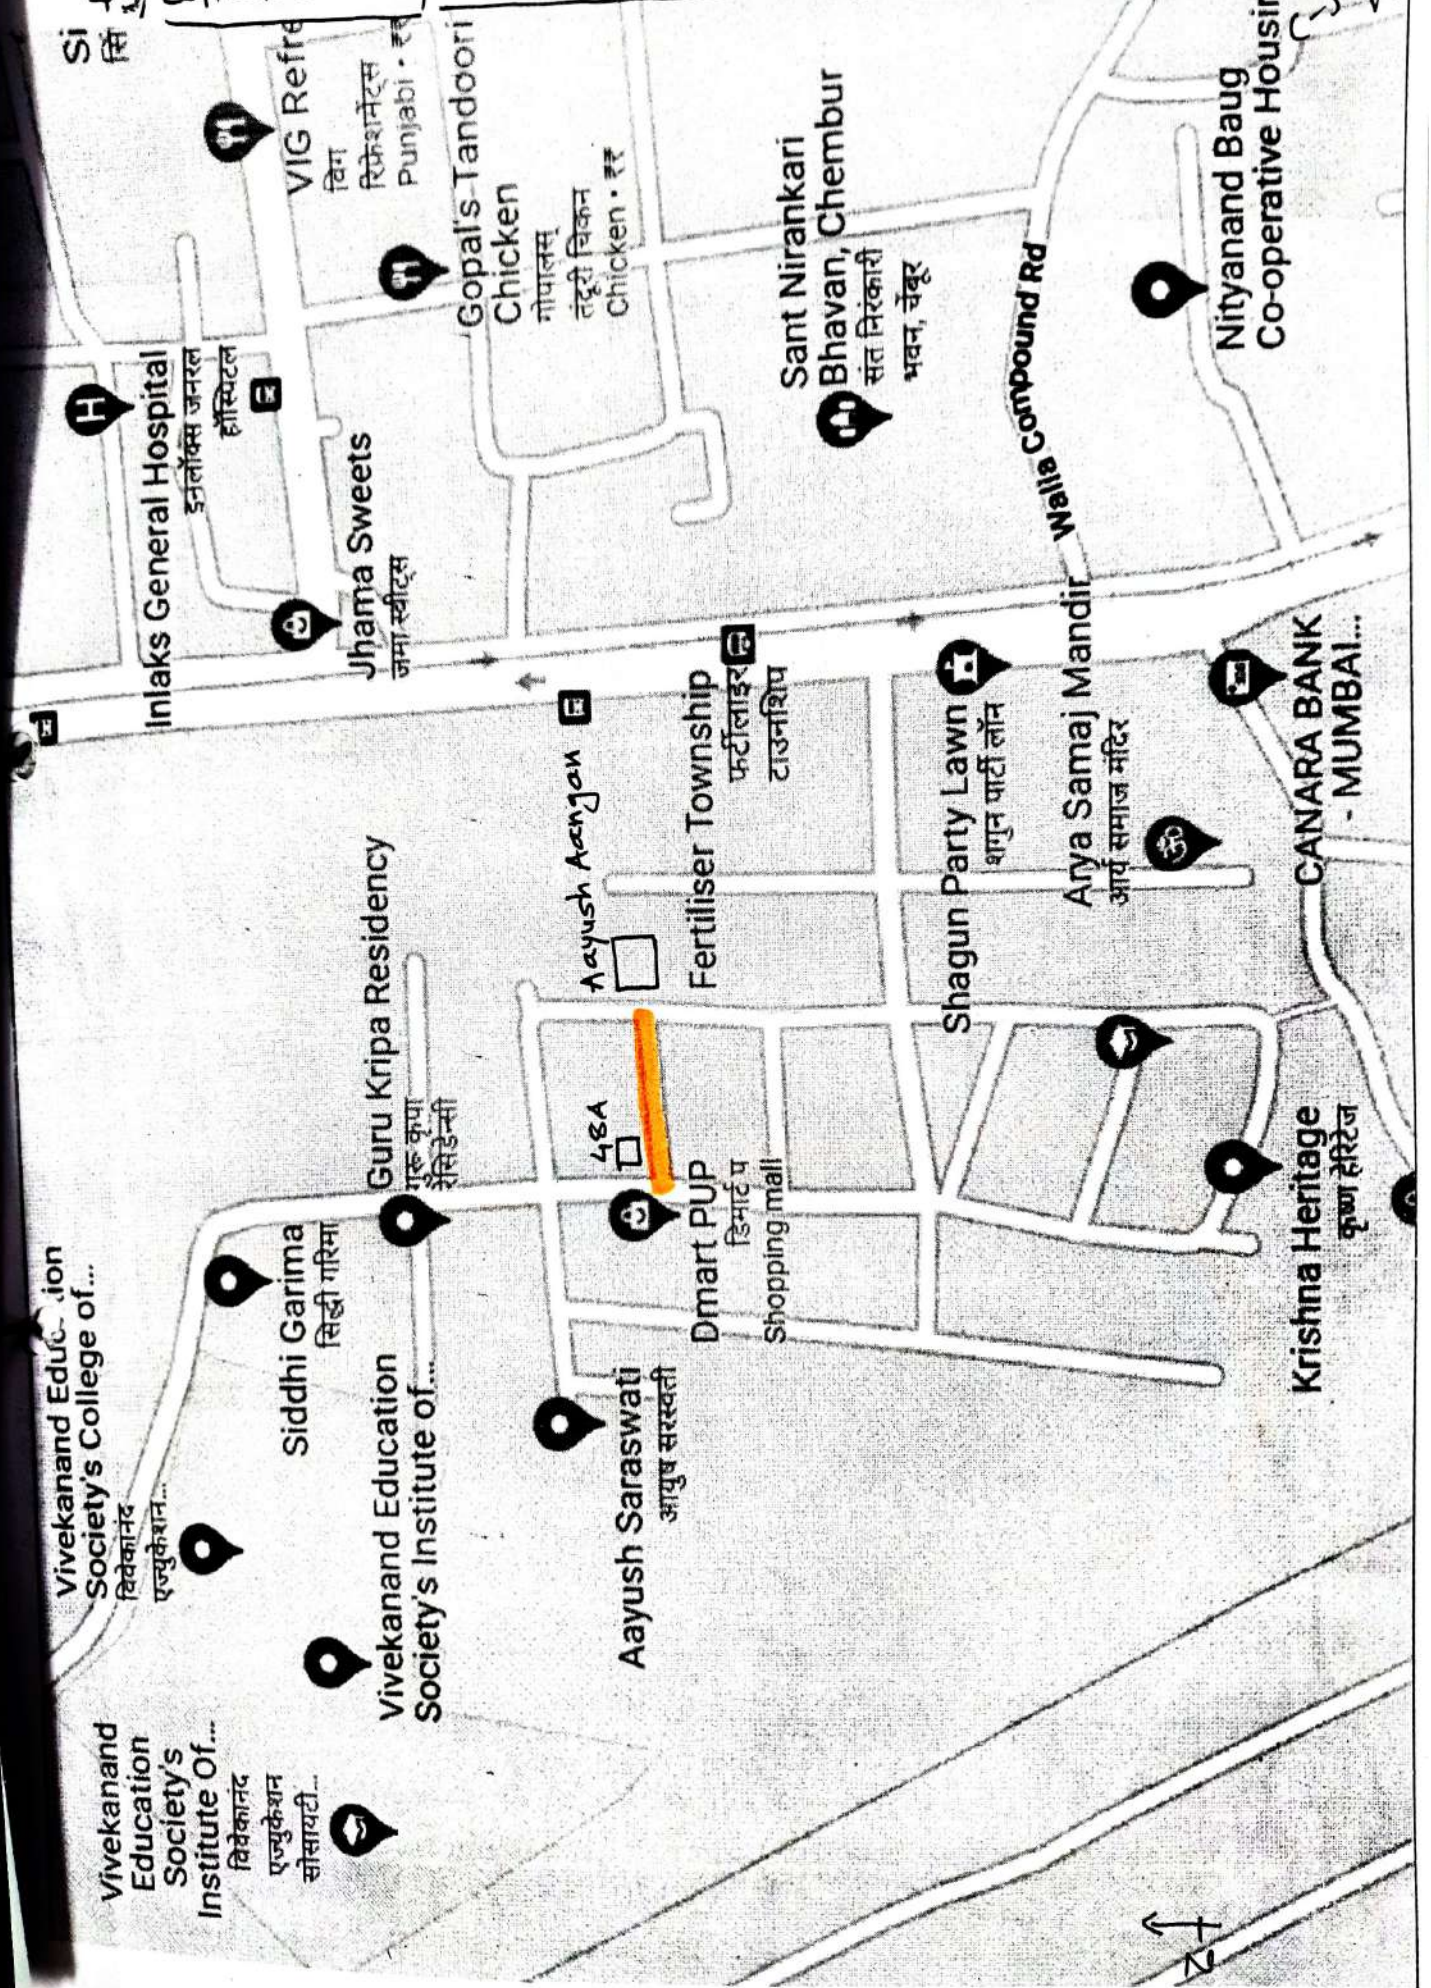 Vivekanand
Education
Society's
Institute Of...
विवेकानंद
एज्युकेशन
सोसायटी...
Vivekanand
Society's College of...
विवेकानंद
एज्युकेशन...
Vivekanand Education
Society's Institute of...
Siddhi Garima
सिद्धी गरिमा
Guru Kripa Residency
गुरू कृपा
रेसिडेन्सी
Aayush Saraswati
आयुष सरस्वती
48A
Dmart PUP
डिमार्ट प
Shopping mall
Aayush Aangan
Fertiliser Township
फर्टीलाइर
टाउनशिप
Krishna Heritage
कृष्ण हेरिटेज
Shagun Party Lawn
शगुन पार्टी लॉन
Arya Samaj Mandir
आर्य समाज मंदिर
CANARA BANK
- MUMBAI...
Inlaks General Hospital
इनलॉक्स जनरल
हॉस्पिटल
H
Jhama Sweets
जमा स्वीट्स
Si
सि
VIG Refre
विग
रिफ्रेशमेंट्स
Punjabi · ₹₹
Gopal's Tandoori
Chicken
गोपालस्
तंदूरी चिकन
Chicken · ₹₹
Sant Nirankari
Bhavan, Chembur
संत निरंकारी
भवन, चेंबूर
Walla Compound Rd
Nityanand Baug
Co-operative Housin
ॐ
N